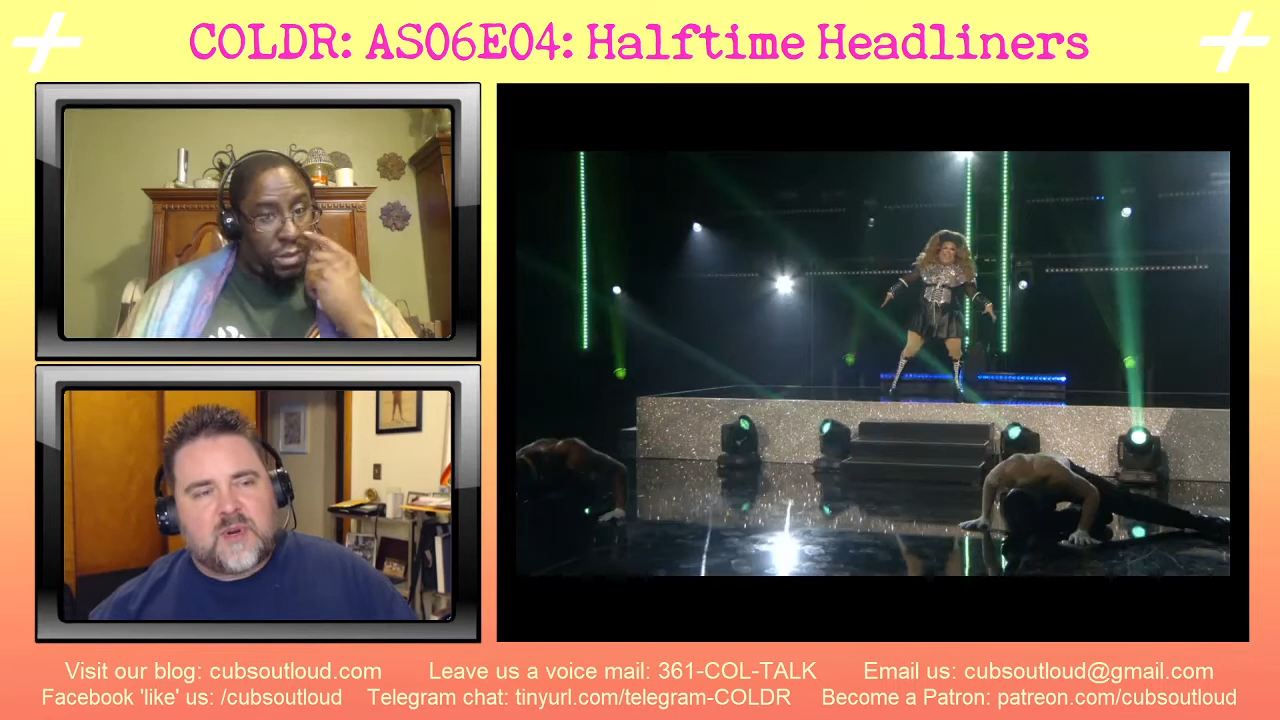 COLDR: AS06E04: Halftime Headliners
Visit our blog: cubsoutloud.com Leave us a voice mail: 361-COL-TALK Email us: cubsoutloud@gmail.com
Facebook 'like' us: /cubsoutloud Telegram chat: tinyurl.com/telegram-COLDR Become a Patron: patreon.com/cubsoutloud